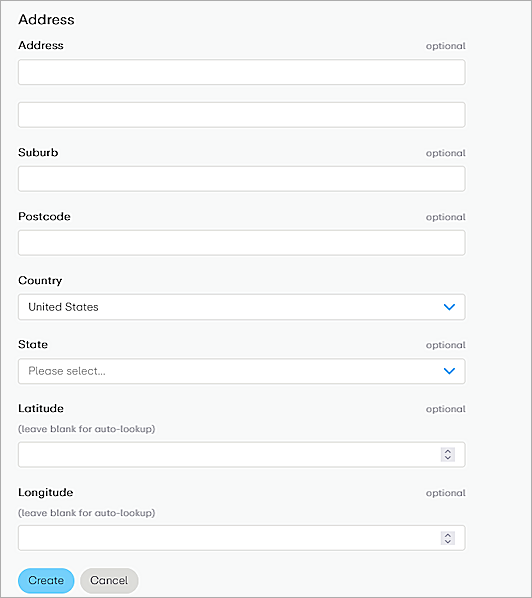 Address
Address optional
Suburb optional
Postcode optional
Country
United States
State optional
Please select...
Latitude optional
(leave blank for auto-lookup)
Longitude optional
(leave blank for auto-lookup)
Create Cancel